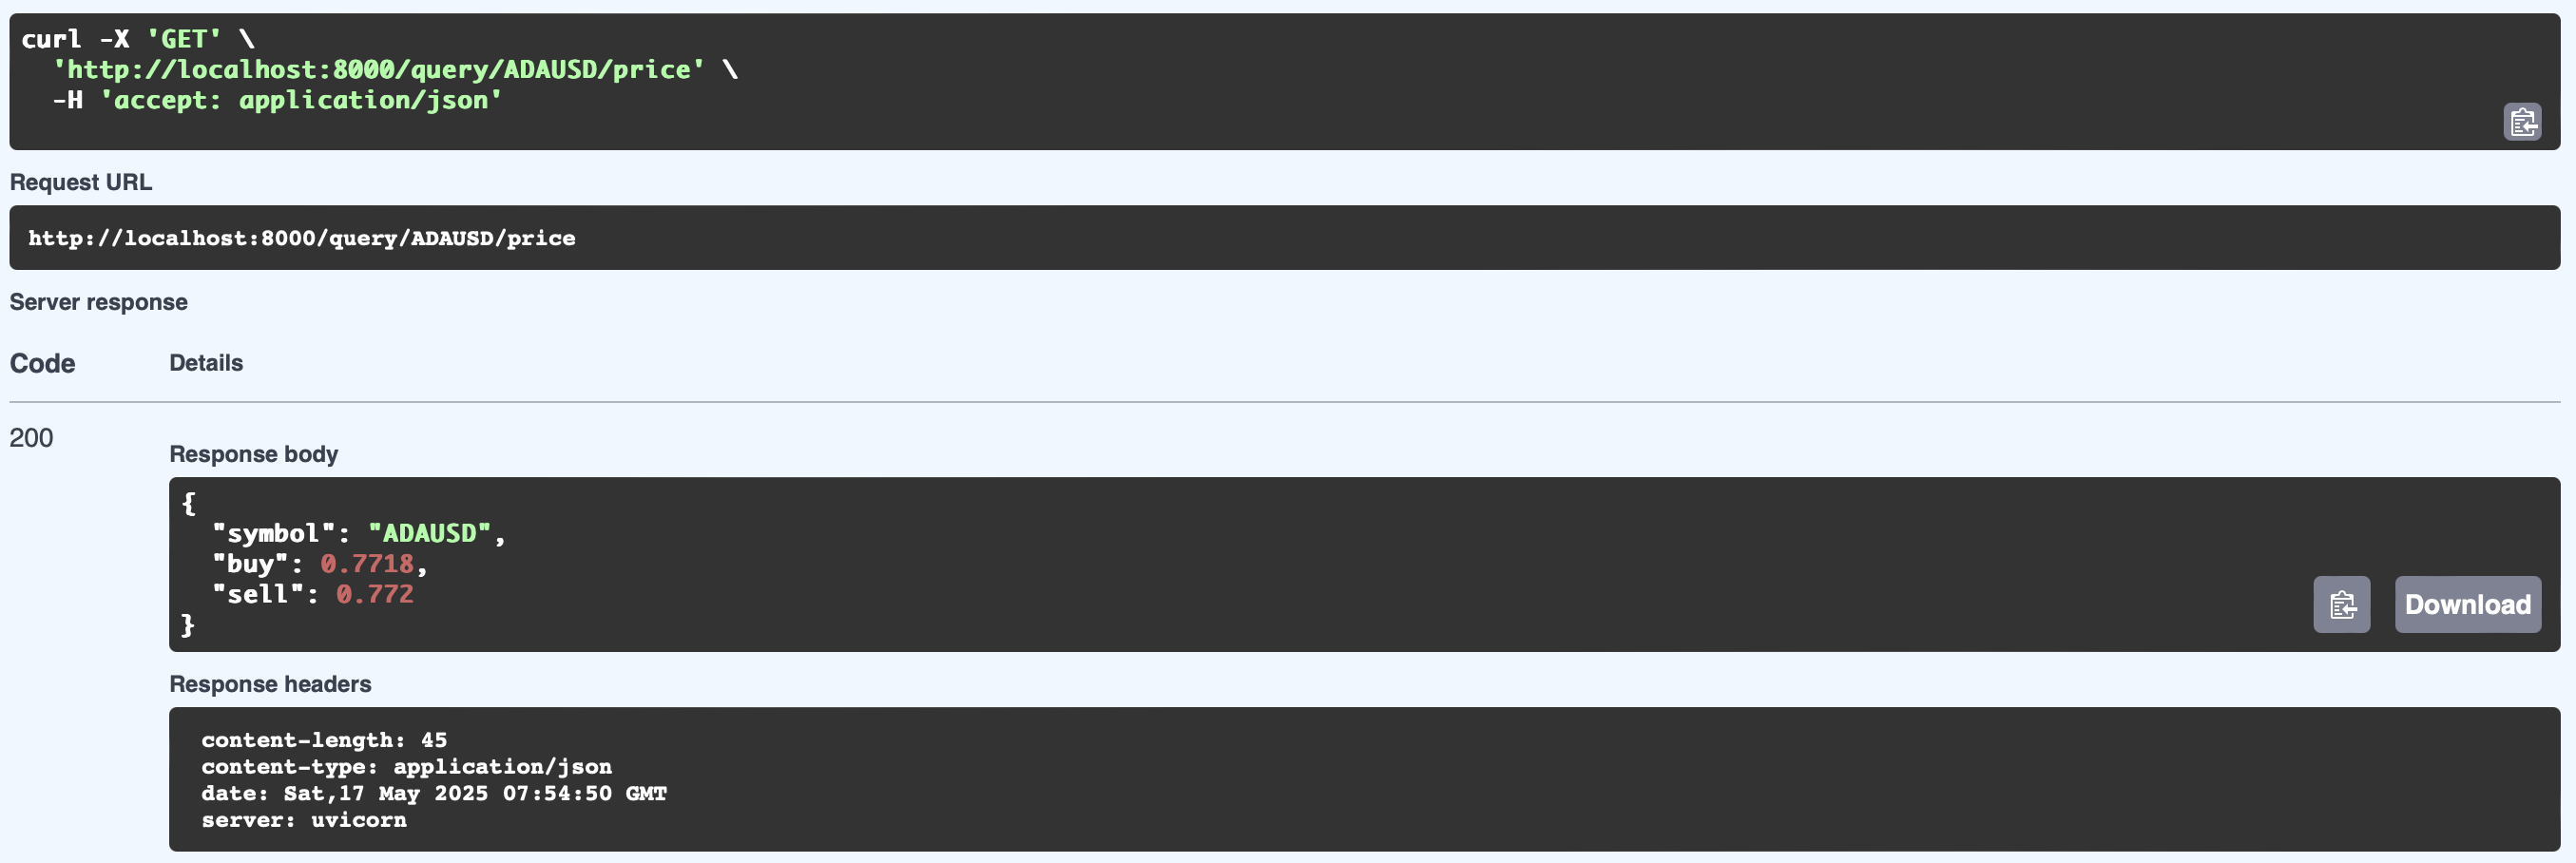 curl -X 'GET' \
  'http://localhost:8000/query/ADAUSD/price' \
  -H 'accept: application/json'
Request URL
http://localhost:8000/query/ADAUSD/price
Server response
Code Details
200
Response body
{
  "symbol": "ADAUSD",
  "buy": 0.7718,
  "sell": 0.772
}
Download
Response headers
content-length: 45
content-type: application/json
date: Sat,17 May 2025 07:54:50 GMT
server: uvicorn